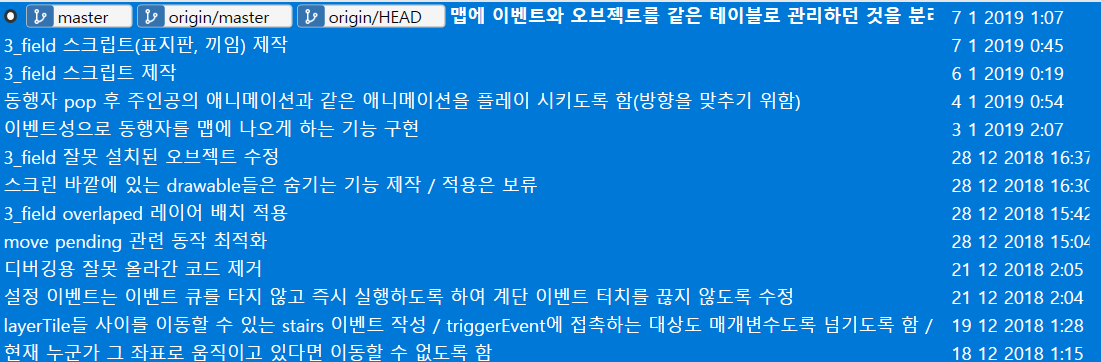 master origin/master origin/HEAD 맵에 이벤트와 오브젝트를 같은 테이블로 관리하던 것을 7 1 2019 1:07
3_field 스크립트(표지판, 끼임) 제작 7 1 2019 0:45
3_field 스크립트 제작 6 1 2019 0:19
동행자 pop 후 주인공의 애니메이션과 같은 애니메이션을 플레이 시키도록 함(방향을 맞추기 위함) 4 1 2019 0:54
이벤트성으로 동행자를 맵에 나오게 하는 기능 구현 3 1 2019 2:07
3_field 잘못 설치된 오브젝트 수정 28 12 2018 16:37
스크린 바깥에 있는 drawable들은 숨기는 기능 제작 / 적용은 보류 28 12 2018 16:30
3_field overlaped 레이어 배치 적용 28 12 2018 15:42
move pending 관련 동작 최적화 28 12 2018 15:04
디버깅용 잘못 올라간 코드 제거 21 12 2018 2:05
설정 이벤트는 이벤트 큐를 타지 않고 즉시 실행하도록 하여 계단 이벤트 터치를 끊지 않도록 수정 21 12 2018 2:04
layerTile들 사이를 이동할 수 있는 stairs 이벤트 작성 / triggerEvent에 접촉하는 대상도 매개변수도록 넘기도록 함 / 19 12 2018 1:28
현재 누군가 그 좌표로 움직이고 있다면 이동할 수 없도록 함 18 12 2018 1:15